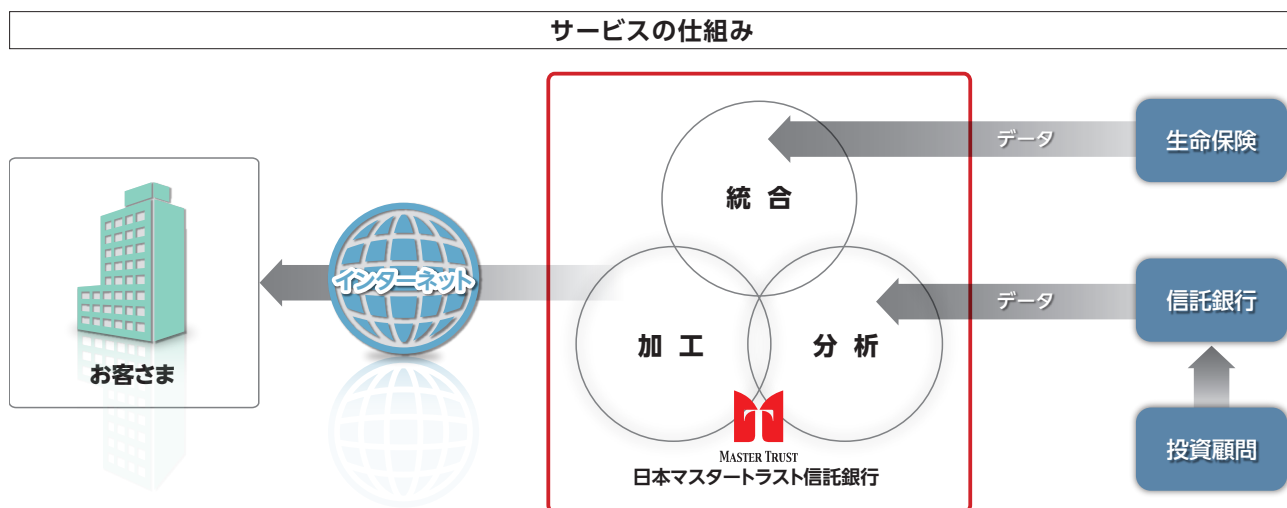 サービスの仕組み
データ
生命保険
統 合
インターネット
データ
信託銀行
加 工
分 析
お客さま
MASTER TRUST
日本マスタートラスト信託銀行
投資顧問